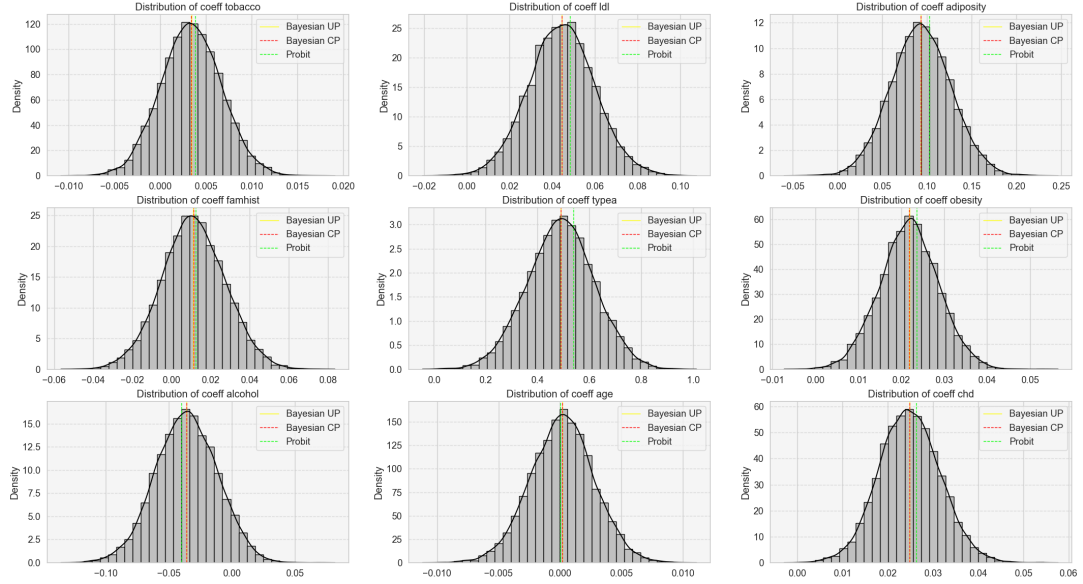 Distribution of coeff tobacco
Density
120
100
80
60
40
20
0
−0.010 −0.005 0.000 0.005 0.010 0.015 0.020
Bayesian UP
Bayesian CP
Probit
Distribution of coeff ldl
Density
25
20
15
10
5
0
−0.02 0.00 0.02 0.04 0.06 0.08 0.10
Bayesian UP
Bayesian CP
Probit
Distribution of coeff adiposity
Density
12
10
8
6
4
2
0
−0.05 0.00 0.05 0.10 0.15 0.20 0.25
Bayesian UP
Bayesian CP
Probit
Distribution of coeff famhist
Density
25
20
15
10
5
0
−0.06 −0.04 −0.02 0.00 0.02 0.04 0.06 0.08
Bayesian UP
Bayesian CP
Probit
Distribution of coeff typea
Density
3.0
2.5
2.0
1.5
1.0
0.5
0.0
0.0 0.2 0.4 0.6 0.8 1.0
Bayesian UP
Bayesian CP
Probit
Distribution of coeff obesity
Density
60
50
40
30
20
10
0
−0.01 0.00 0.01 0.02 0.03 0.04 0.05
Bayesian UP
Bayesian CP
Probit
Distribution of coeff alcohol
Density
15.0
12.5
10.0
7.5
5.0
2.5
0.0
−0.10 −0.05 0.00 0.05
Bayesian UP
Bayesian CP
Probit
Distribution of coeff age
Density
150
125
100
75
50
25
0
−0.010 −0.005 0.000 0.005 0.010
Bayesian UP
Bayesian CP
Probit
Distribution of coeff chd
Density
60
50
40
30
20
10
0
0.00 0.01 0.02 0.03 0.04 0.05 0.06
Bayesian UP
Bayesian CP
Probit